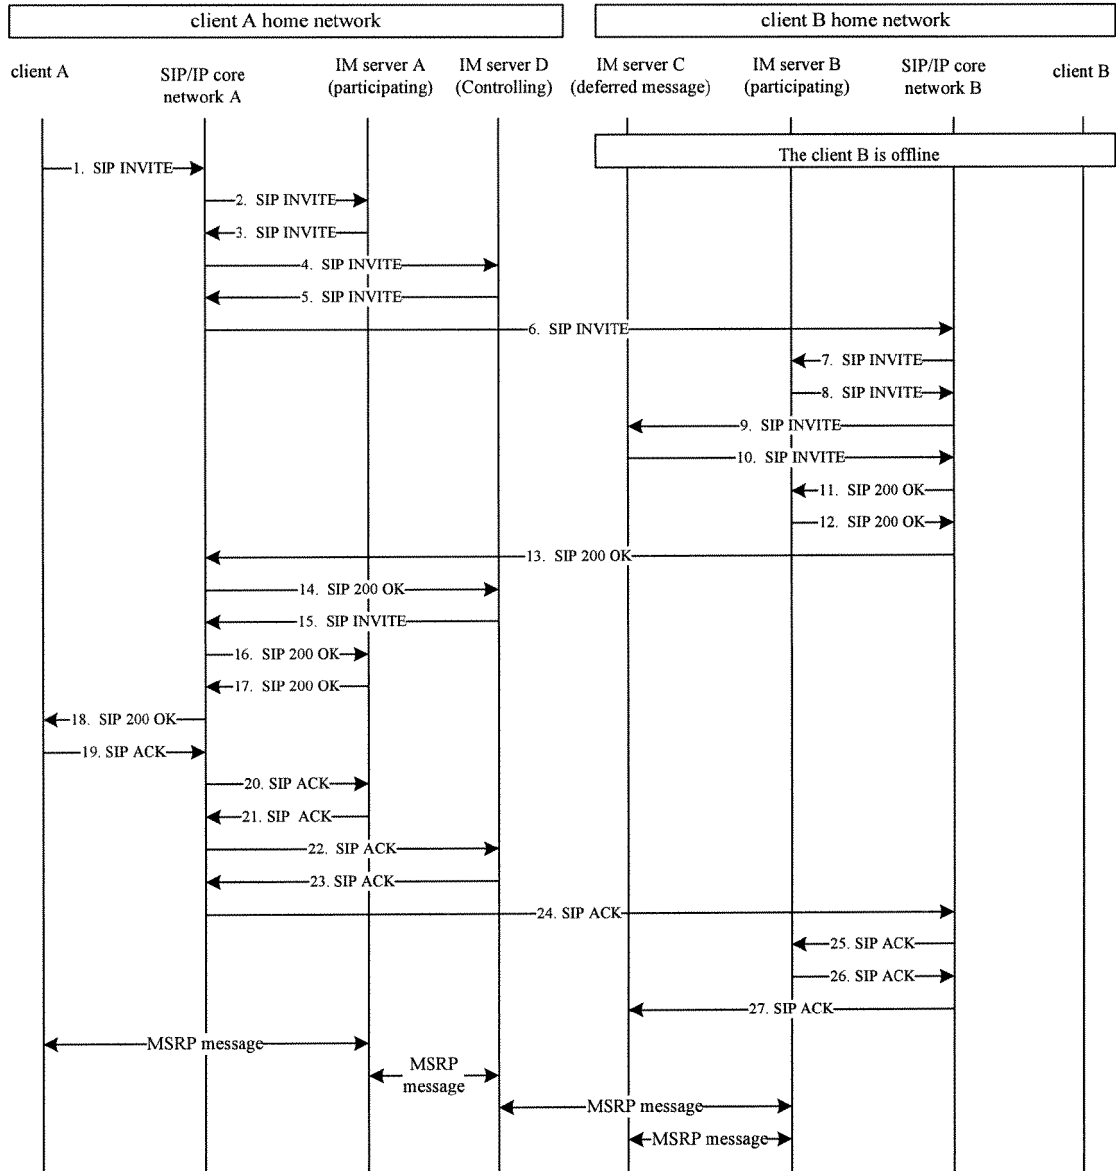 client A home network
client B home network
client A
SIP/IP core
network A
IM server A
(participating)
IM server D
(Controlling)
IM server C
(deferred message)
IM server B
(participating)
SIP/IP core
network B
client B
The client B is offline
1. SIP INVITE
2. SIP INVITE
3. SIP INVITE
4. SIP INVITE
5. SIP INVITE
6. SIP INVITE
7. SIP INVITE
8. SIP INVITE
9. SIP INVITE
10. SIP INVITE
11. SIP 200 OK
12. SIP 200 OK
13. SIP 200 OK
14. SIP 200 OK
15. SIP INVITE
16. SIP 200 OK
17. SIP 200 OK
18. SIP 200 OK
19. SIP ACK
20. SIP ACK
21. SIP ACK
22. SIP ACK
23. SIP ACK
24. SIP ACK
25. SIP ACK
26. SIP ACK
27. SIP ACK
MSRP message
MSRP
message
MSRP message
MSRP message